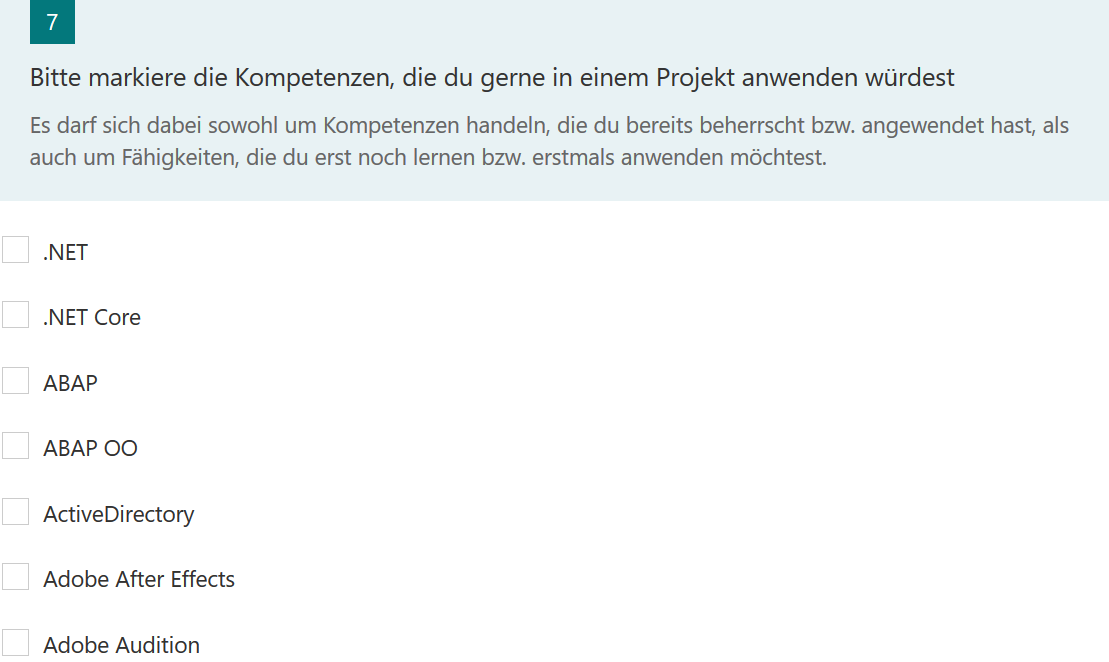 7
Bitte markiere die Kompetenzen, die du gerne in einem Projekt anwenden würdest
Es darf sich dabei sowohl um Kompetenzen handeln, die du bereits beherrscht bzw. angewendet hast, als
auch um Fähigkeiten, die du erst noch lernen bzw. erstmals anwenden möchtest.
.NET
.NET Core
ABAP
ABAP OO
ActiveDirectory
Adobe After Effects
Adobe Audition